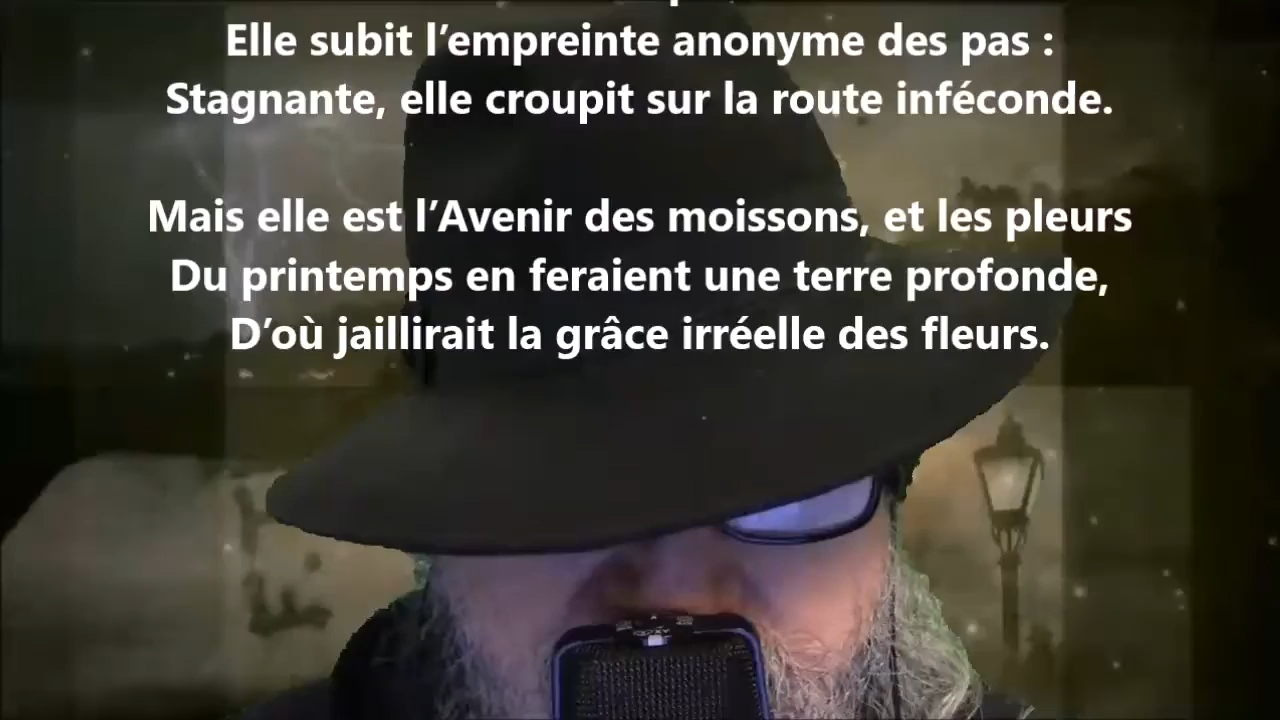 Elle subit l’empreinte anonyme des pas :
Stagnante, elle croupit sur la route inféconde.
Mais elle est l’Avenir des moissons, et les pleurs
Du printemps en feraient une terre profonde,
D’où jaillirait la grâce irréelle des fleurs.